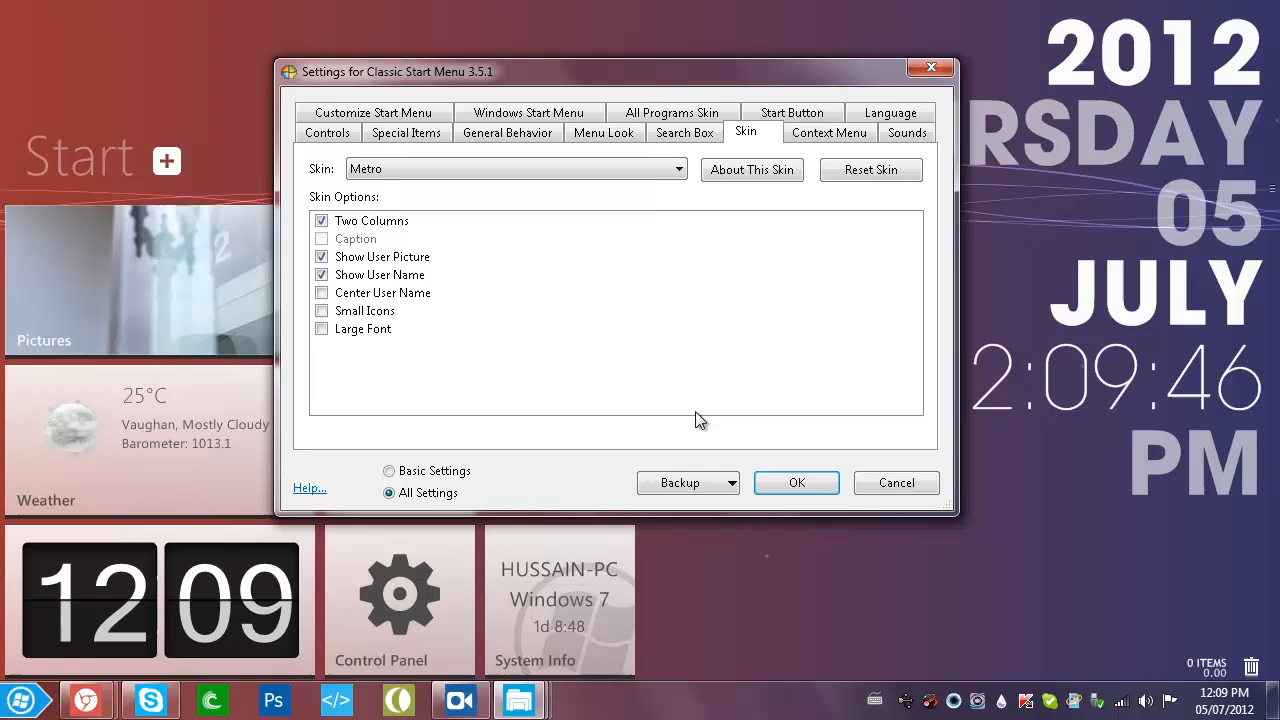 2012
RSDAY
05
JULY
2:09:46
PM
Start
Pictures
25°C
Vaughan, Mostly Cloudy
Barometer: 1013.1
Weather
12 09
Control Panel
HUSSAIN-PC
Windows 7
1d 8:48
System Info
Settings for Classic Start Menu 3.5.1
Customize Start Menu
Windows Start Menu
All Programs Skin
Start Button
Language
Controls
Special Items
General Behavior
Menu Look
Search Box
Skin
Context Menu
Sounds
Skin:
Metro
About This Skin
Reset Skin
Skin Options:
Two Columns
Caption
Show User Picture
Show User Name
Center User Name
Small Icons
Large Font
Help...
Basic Settings
All Settings
Backup
OK
Cancel
0 ITEMS
0.00
Ps
</>
12:09 PM
05/07/2012